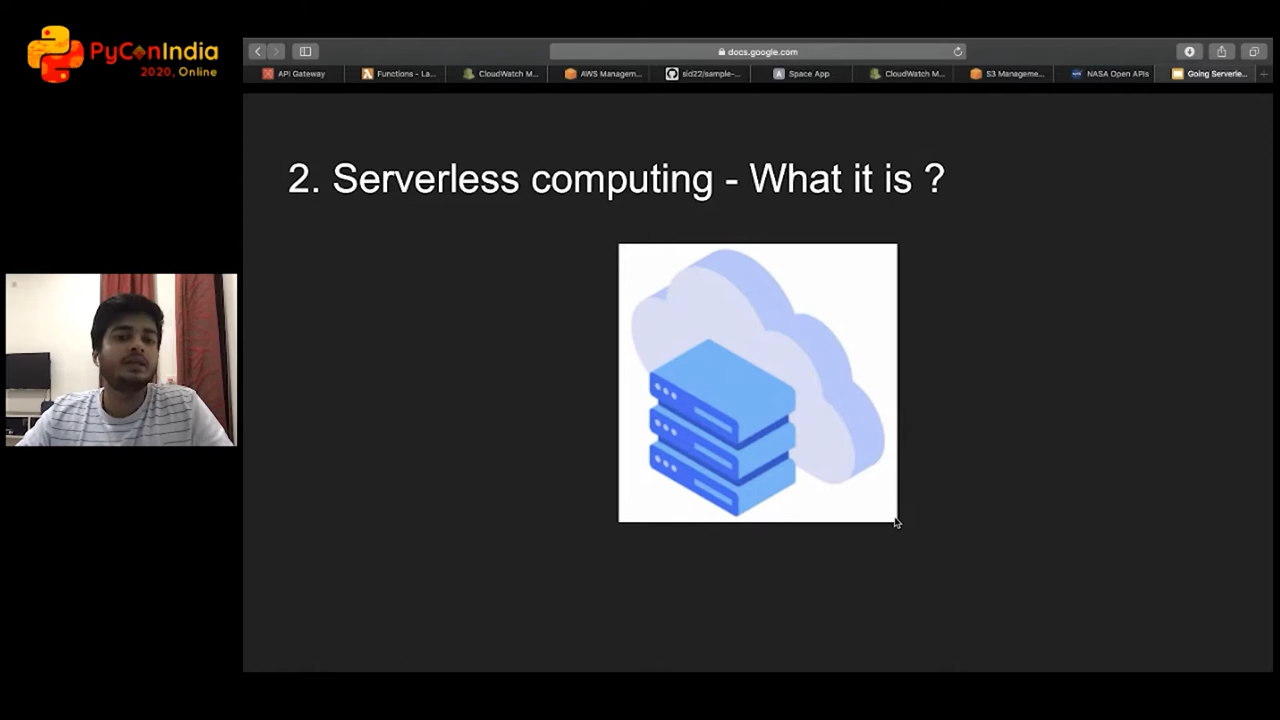 PyConIndia
2020, Online
docs.google.com
API Gateway
Functions - La...
CloudWatch M...
AWS Managem...
sid22/sample-...
Space App
CloudWatch M...
S3 Manageme...
NASA Open APIs
Going Serverle...
2. Serverless computing - What it is ?